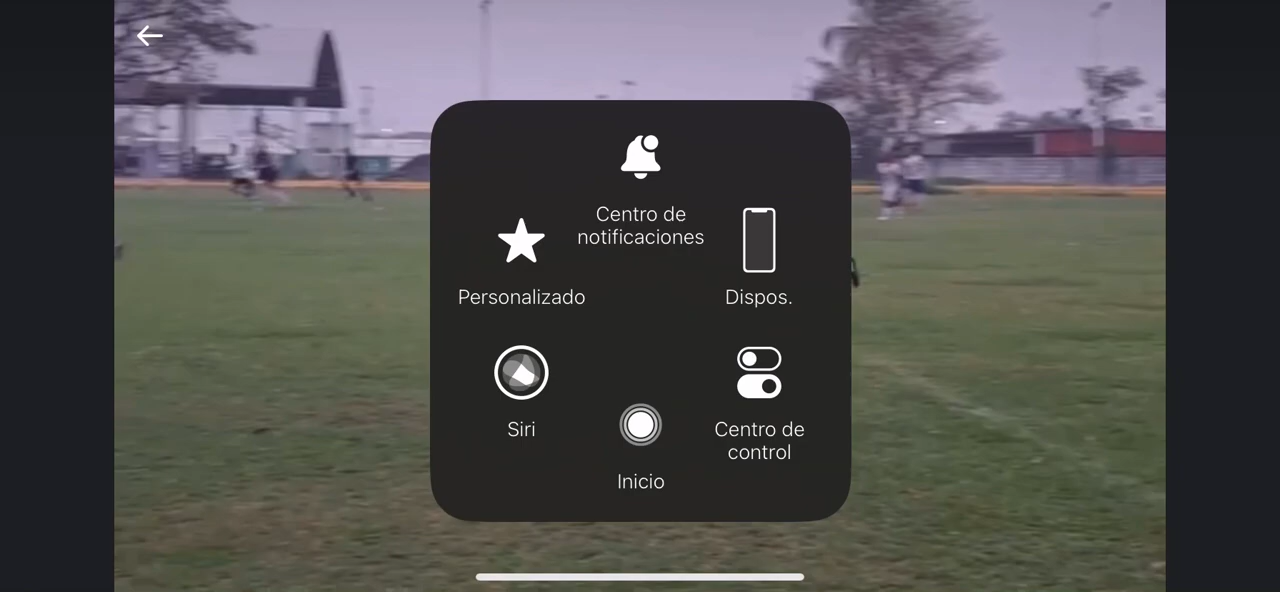 Centro de
notificaciones
Personalizado
Dispos.
Siri
Centro de
control
Inicio